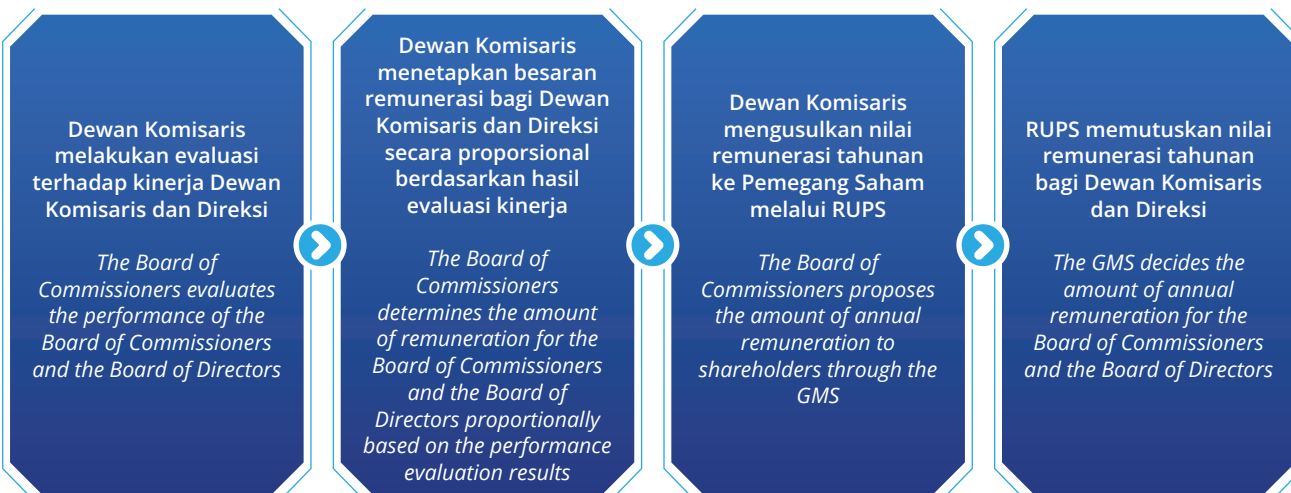 Dewan Komisaris
melakukan evaluasi
terhadap kinerja Dewan
Komisaris dan Direksi
The Board of
Commissioners evaluates
the performance of the
Board of Commissioners
and the Board of Directors
Dewan Komisaris
menetapkan besaran
remunerasi bagi Dewan
Komisaris dan Direksi
secara proporsional
berdasarkan hasil
evaluasi kinerja
The Board of
Commissioners
determines the amount
of remuneration for the
Board of Commissioners
and the Board of
Directors proportionally
based on the performance
evaluation results
Dewan Komisaris
mengusulkan nilai
remunerasi tahunan
ke Pemegang Saham
melalui RUPS
The Board of
Commissioners proposes
the amount of annual
remuneration to
shareholders through the
GMS
RUPS memutuskan nilai
remunerasi tahunan
bagi Dewan Komisaris
dan Direksi
The GMS decides the
amount of annual
remuneration for the
Board of Commissioners
and the Board of Directors